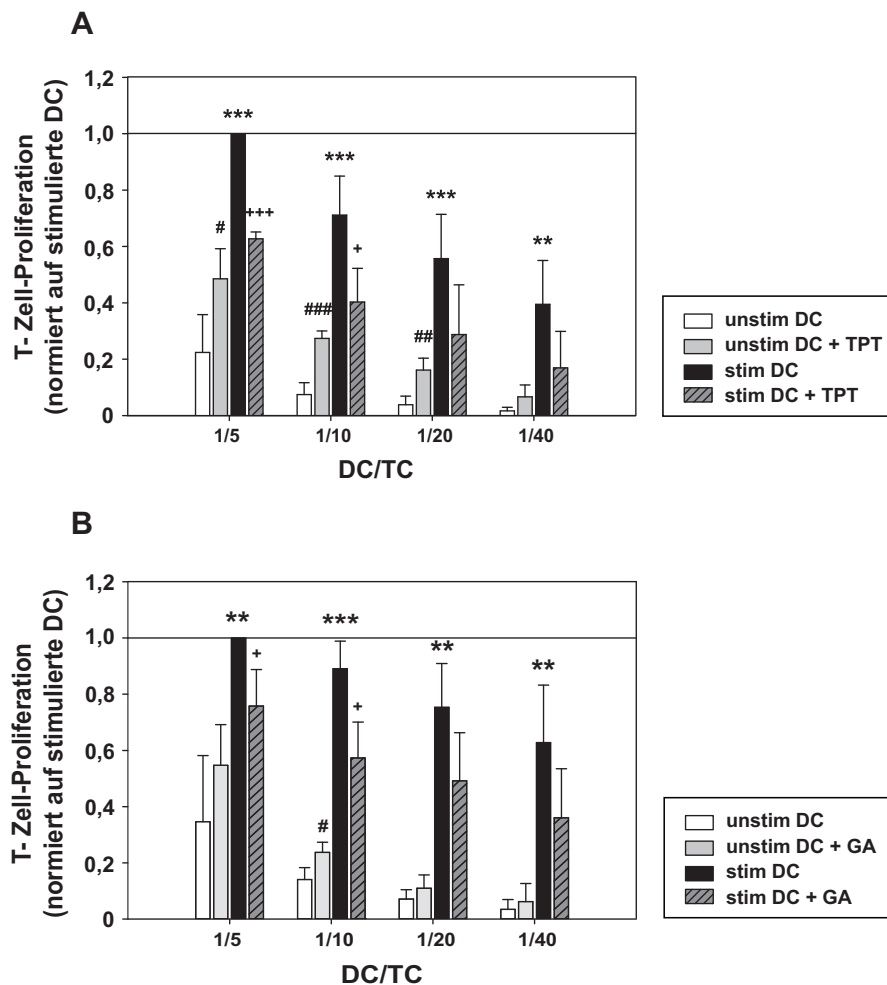 A
T- Zell-Proliferation
(normiert auf stimulierte DC)
1,2
1,0
0,8
0,6
0,4
0,2
0
***
***
***
**
#
+++
###
+
##
1/5
1/10
1/20
1/40
DC/TC
unstim DC
unstim DC + TPT
stim DC
stim DC + TPT
B
T- Zell-Proliferation
(normiert auf stimulierte DC)
1,2
1,0
0,8
0,6
0,4
0,2
0
**
***
**
**
+
#
+
1/5
1/10
1/20
1/40
DC/TC
unstim DC
unstim DC + GA
stim DC
stim DC + GA